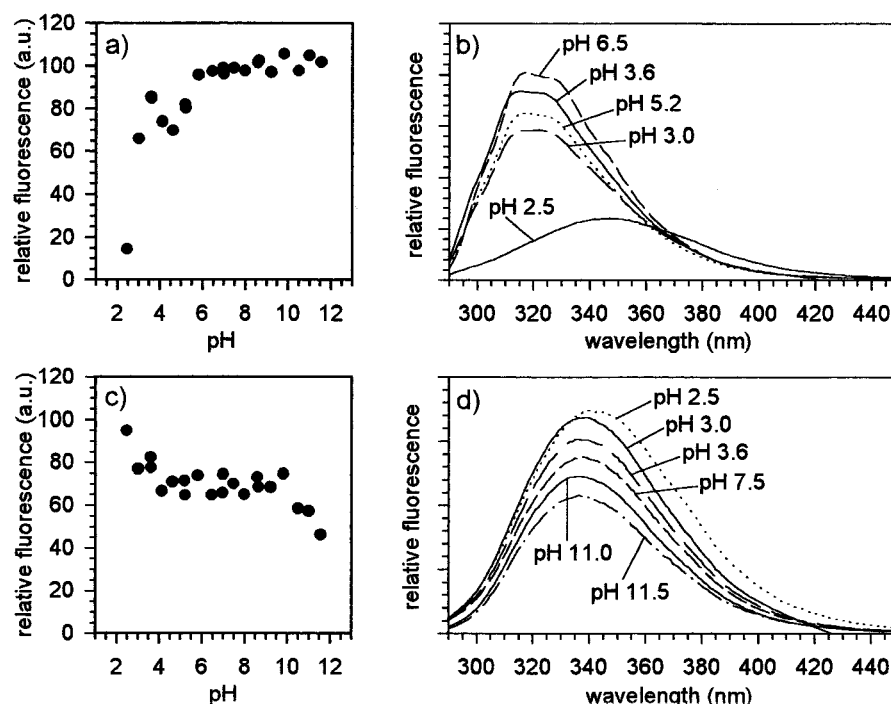 a)
relative fluorescence (a.u.)
120
100
80
60
40
20
0
2 4 6 8 10 12
pH
b)
relative fluorescence
pH 6.5
pH 3.6
pH 5.2
pH 3.0
pH 2.5
300 320 340 360 380 400 420 440
wavelength (nm)
c)
relative fluorescence (a.u.)
120
100
80
60
40
20
0
2 4 6 8 10 12
pH
d)
relative fluorescence
pH 2.5
pH 3.0
pH 3.6
pH 7.5
pH 11.0
pH 11.5
300 320 340 360 380 400 420 440
wavelength (nm)